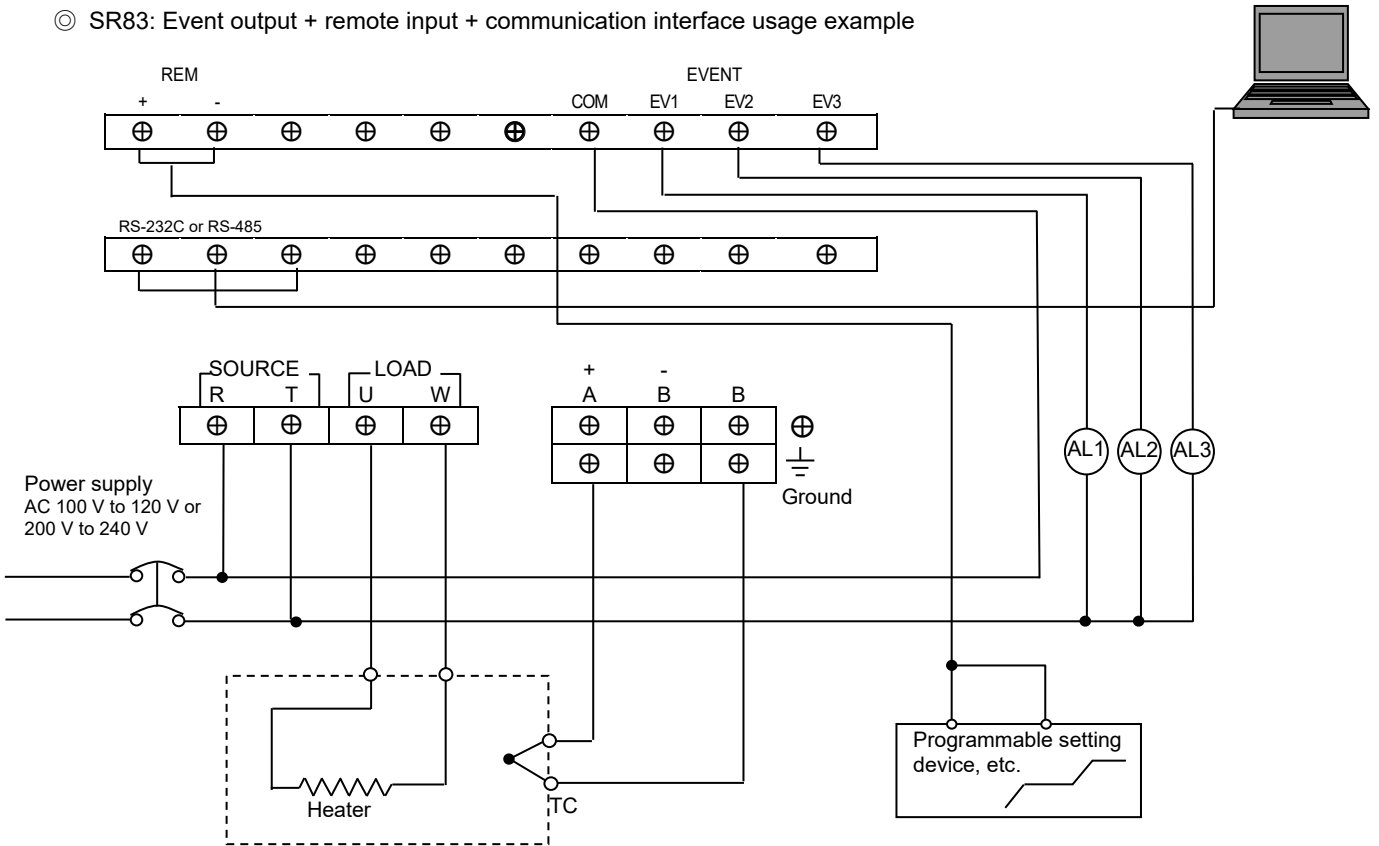 ◎ SR83: Event output + remote input + communication interface usage example
REM EVENT
+ - COM EV1 EV2 EV3
RS-232C or RS-485
SOURCE LOAD + -
R T U W A B B
AL1 AL2 AL3
Power supply
AC 100 V to 120 V or
200 V to 240 V
Ground
Programmable setting
device, etc.
Heater
TC